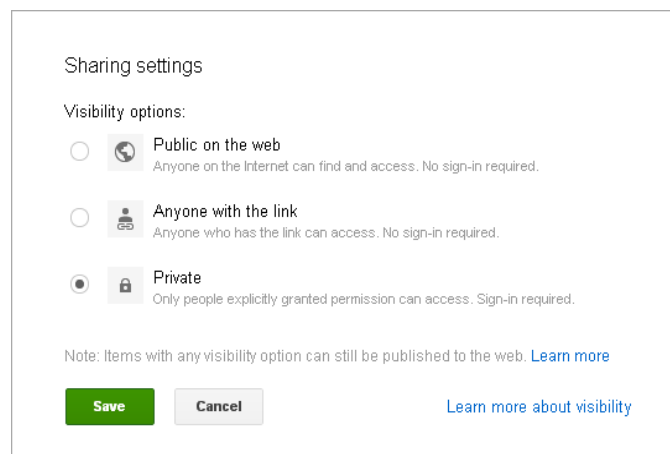 Sharing settings
Visibility options:
Public on the web
Anyone on the Internet can find and access. No sign-in required.
Anyone with the link
Anyone who has the link can access. No sign-in required.
Private
Only people explicitly granted permission can access. Sign-in required.
Note: Items with any visibility option can still be published to the web. Learn more
Save Cancel Learn more about visibility